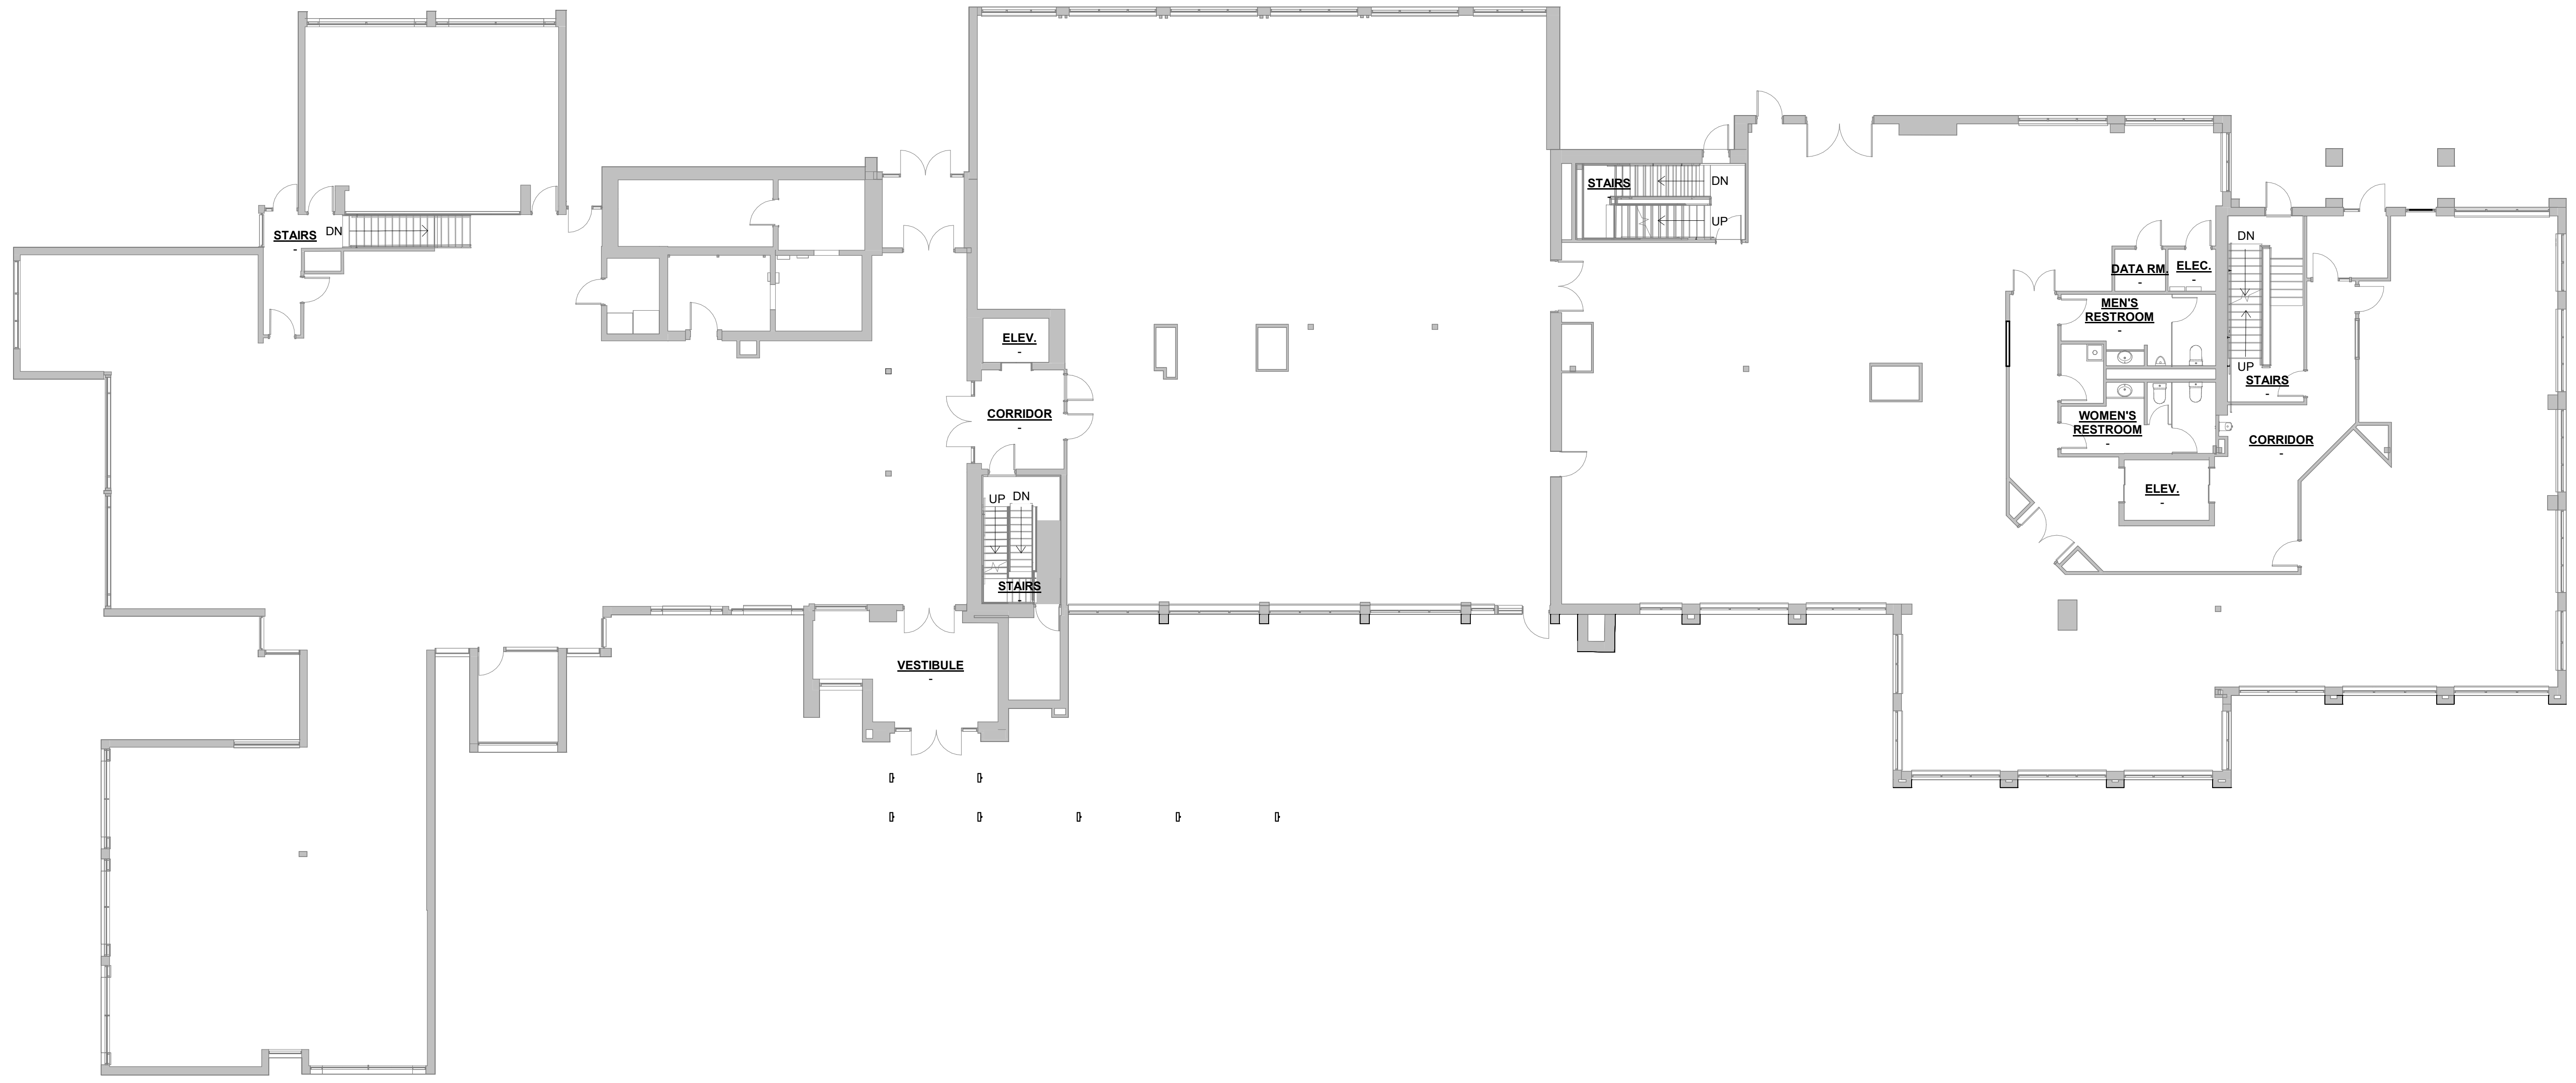 STAIRS
-
DN
ELEV.
-
CORRIDOR
-
UP
DN
STAIRS
-
VESTIBULE
-
STAIRS
-
DN
UP
DATA RM.
-
ELEC.
-
MEN'S
RESTROOM
-
WOMEN'S
RESTROOM
-
ELEV.
-
DN
UP
STAIRS
-
CORRIDOR
-